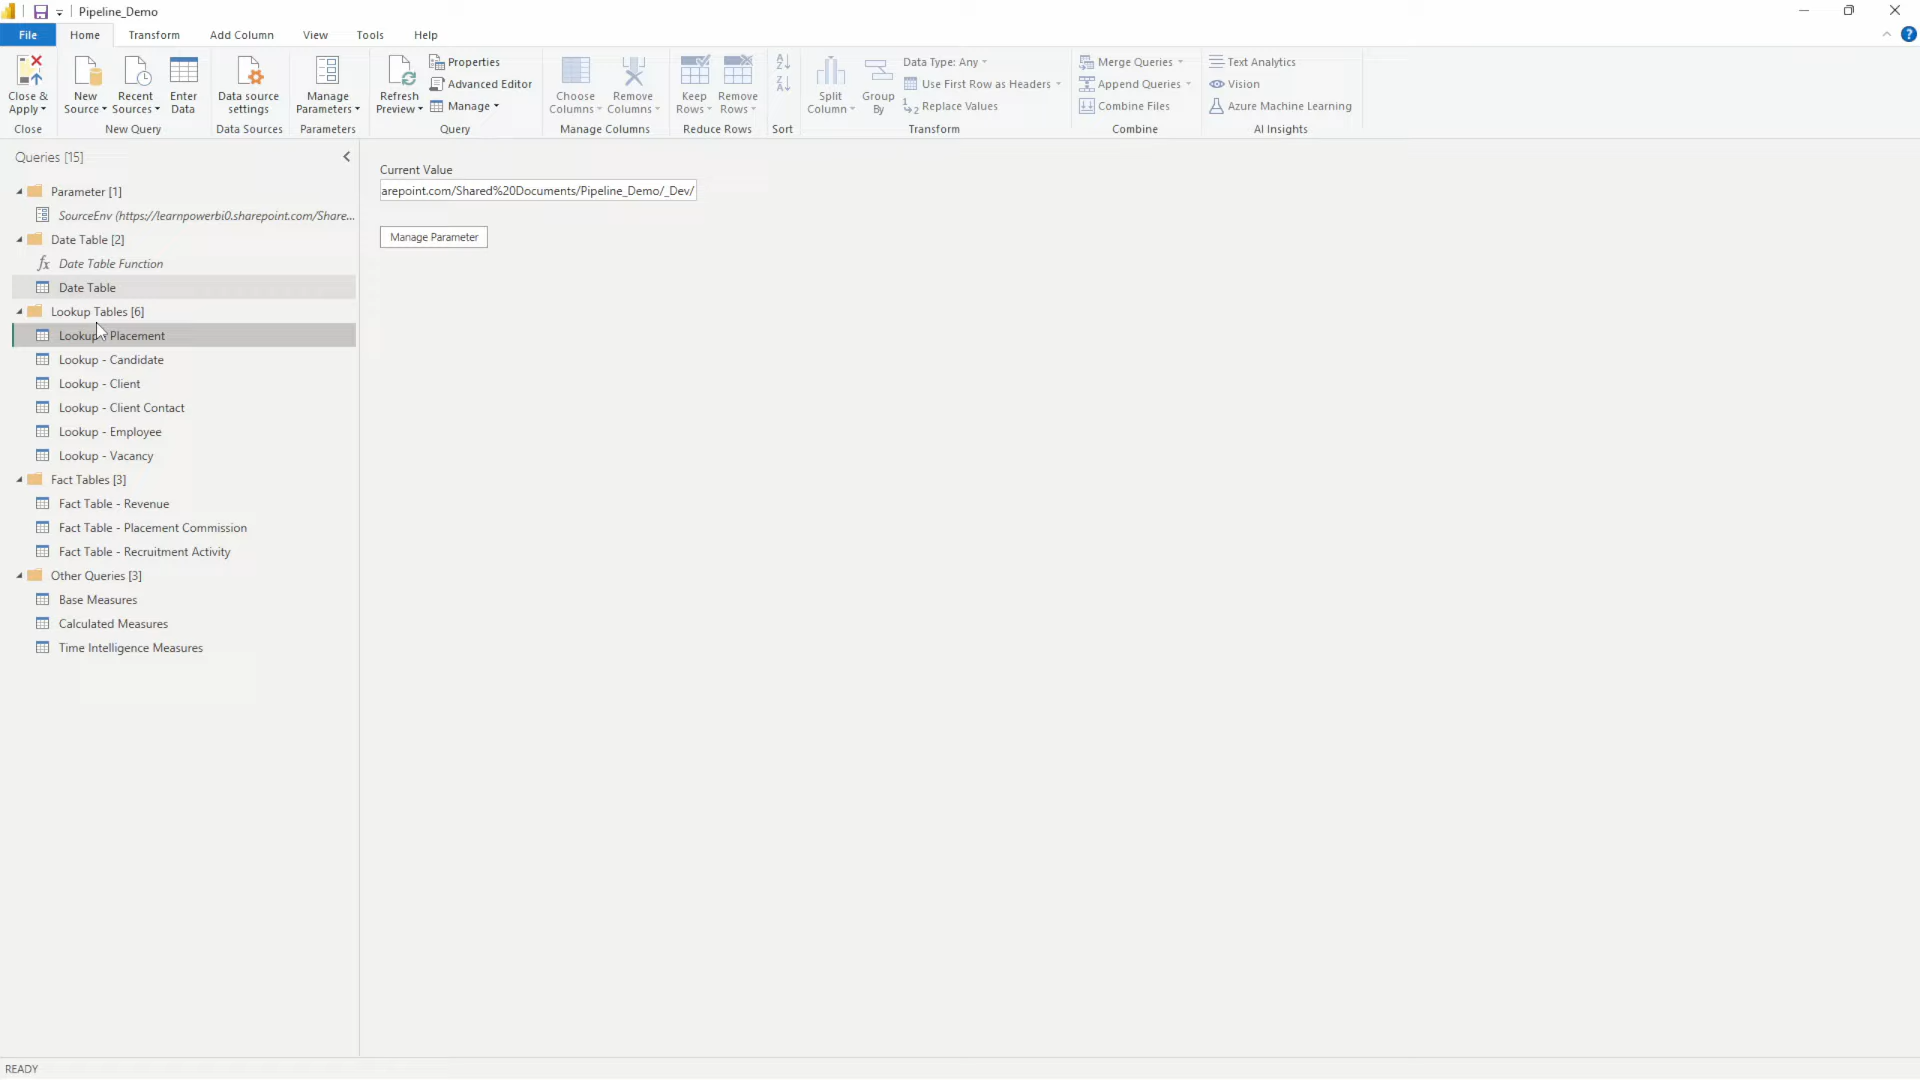 Pipeline_Demo
File Home Transform Add Column View Tools Help
Close & Apply
Close
New Source
Recent Sources
Enter Data
New Query
Data source settings
Data Sources
Manage Parameters
Parameters
Refresh Preview
Properties
Advanced Editor
Manage
Query
Choose Columns
Remove Columns
Manage Columns
Keep Rows
Remove Rows
Reduce Rows
Sort
Split Column
Group By
Data Type: Any
Use First Row as Headers
Replace Values
Transform
Merge Queries
Append Queries
Combine Files
Combine
Text Analytics
Vision
Azure Machine Learning
AI Insights
Queries [15]
Parameter [1]
SourceEnv (https://learnpowerbi0.sharepoint.com/Share...
Date Table [2]
fx Date Table Function
Date Table
Lookup Tables [6]
Lookup Placement
Lookup - Candidate
Lookup - Client
Lookup - Client Contact
Lookup - Employee
Lookup - Vacancy
Fact Tables [3]
Fact Table - Revenue
Fact Table - Placement Commission
Fact Table - Recruitment Activity
Other Queries [3]
Base Measures
Calculated Measures
Time Intelligence Measures
Current Value
arepoint.com/Shared%20Documents/Pipeline_Demo/_Dev/
Manage Parameter
READY